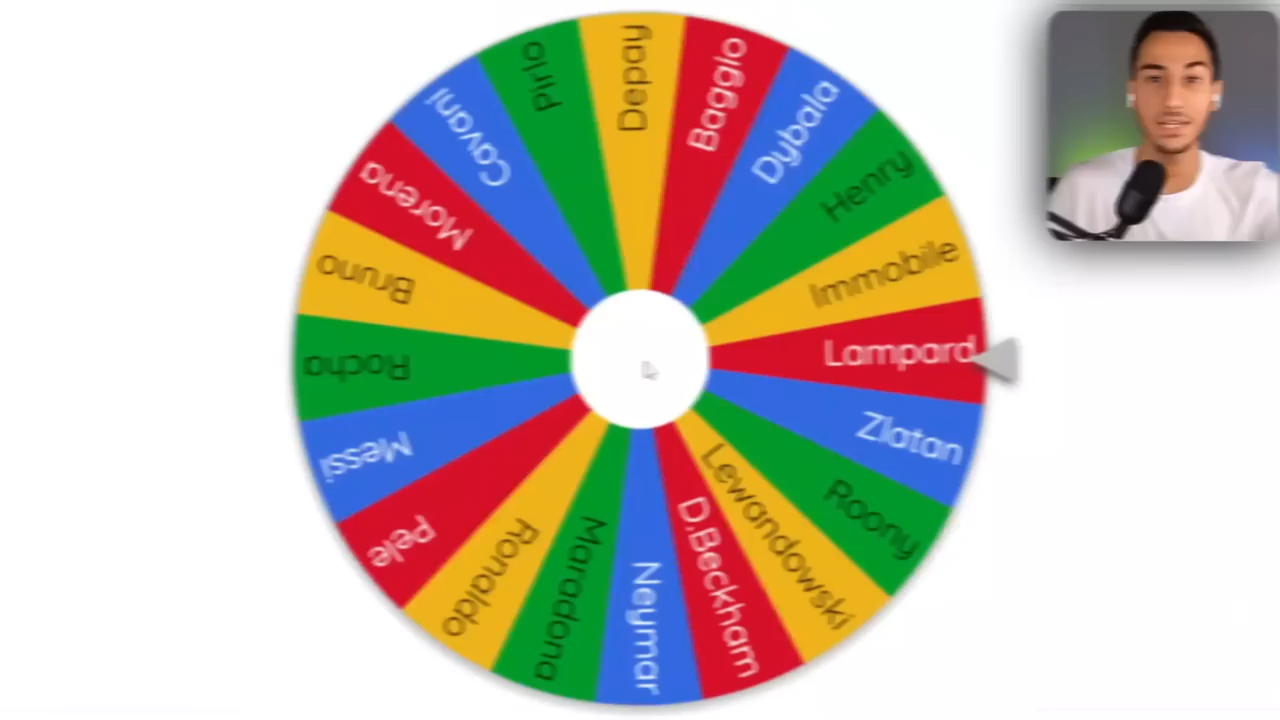 Depay
Baggio
Dybala
Henry
Immobile
Lampard
Zlatan
Roony
Lewandowski
D.Beckham
Neymar
Maradona
Ronaldo
Pele
Messi
Rocha
Bruno
Morena
Cavani
Pirlo